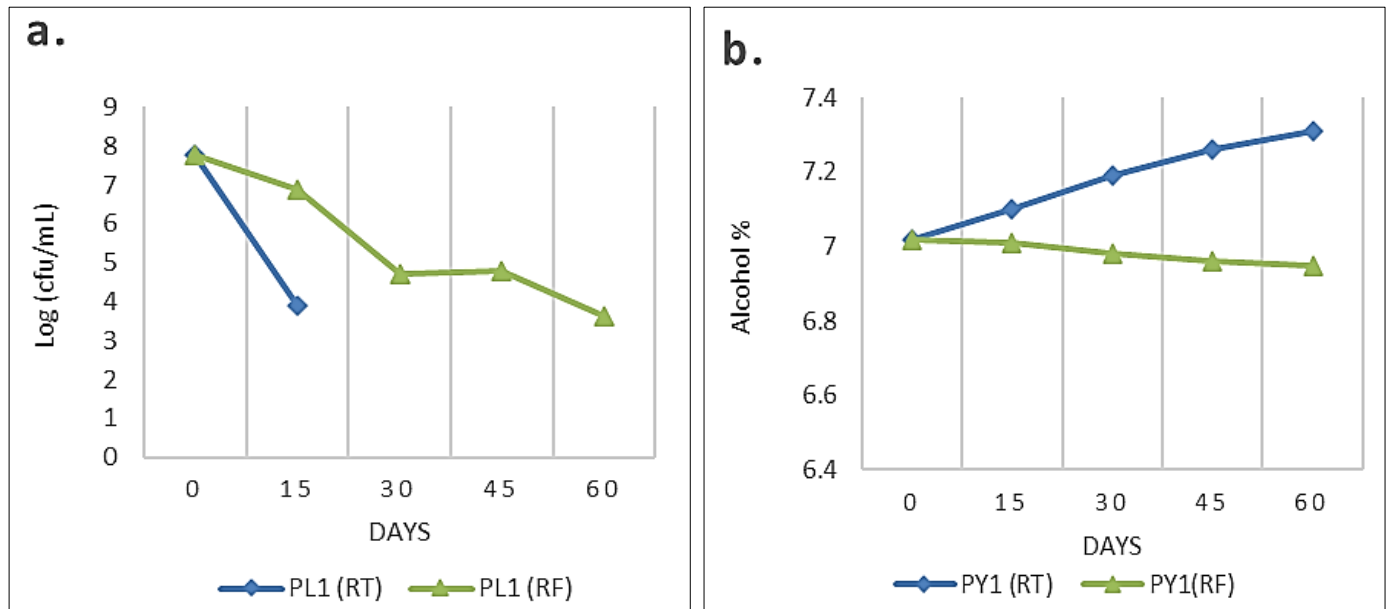 a.
9
8
7
6
5
4
3
2
1
0
Log (cfu/mL)
0 15 30 45 60
DAYS
PL1 (RT) PL1 (RF)
b.
7.4
7.2
7
6.8
6.6
6.4
Alcohol %
0 15 30 45 60
DAYS
PY1 (RT) PY1(RF)